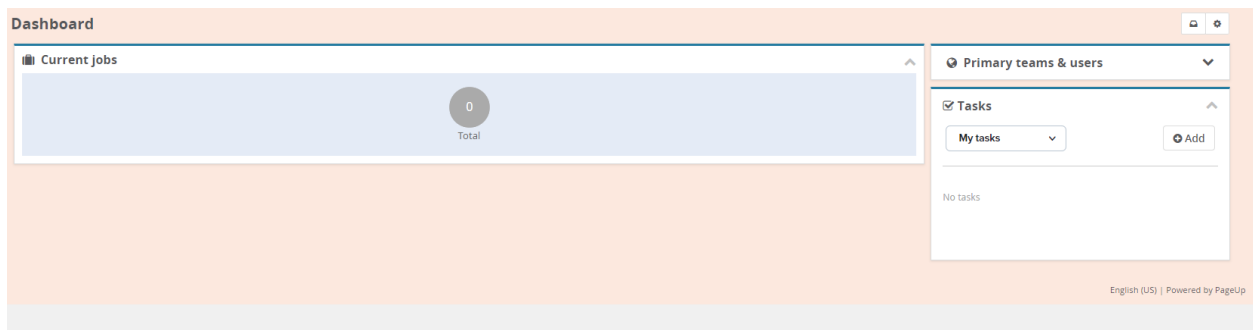 Dashboard
Current jobs
0
Total
Primary teams & users
Tasks
My tasks
Add
No tasks
English (US) | Powered by PageUp